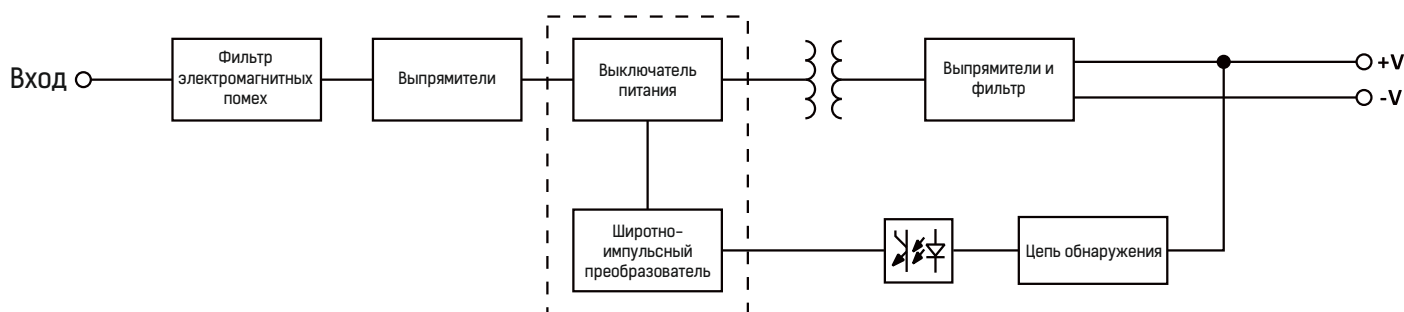 Вход
Фильтр
электромагнитных
помех
Выпрямители
Выключатель
питания
Выпрямители и
фильтр
+V
-V
Широтно-
импульсный
преобразователь
Цепь обнаружения